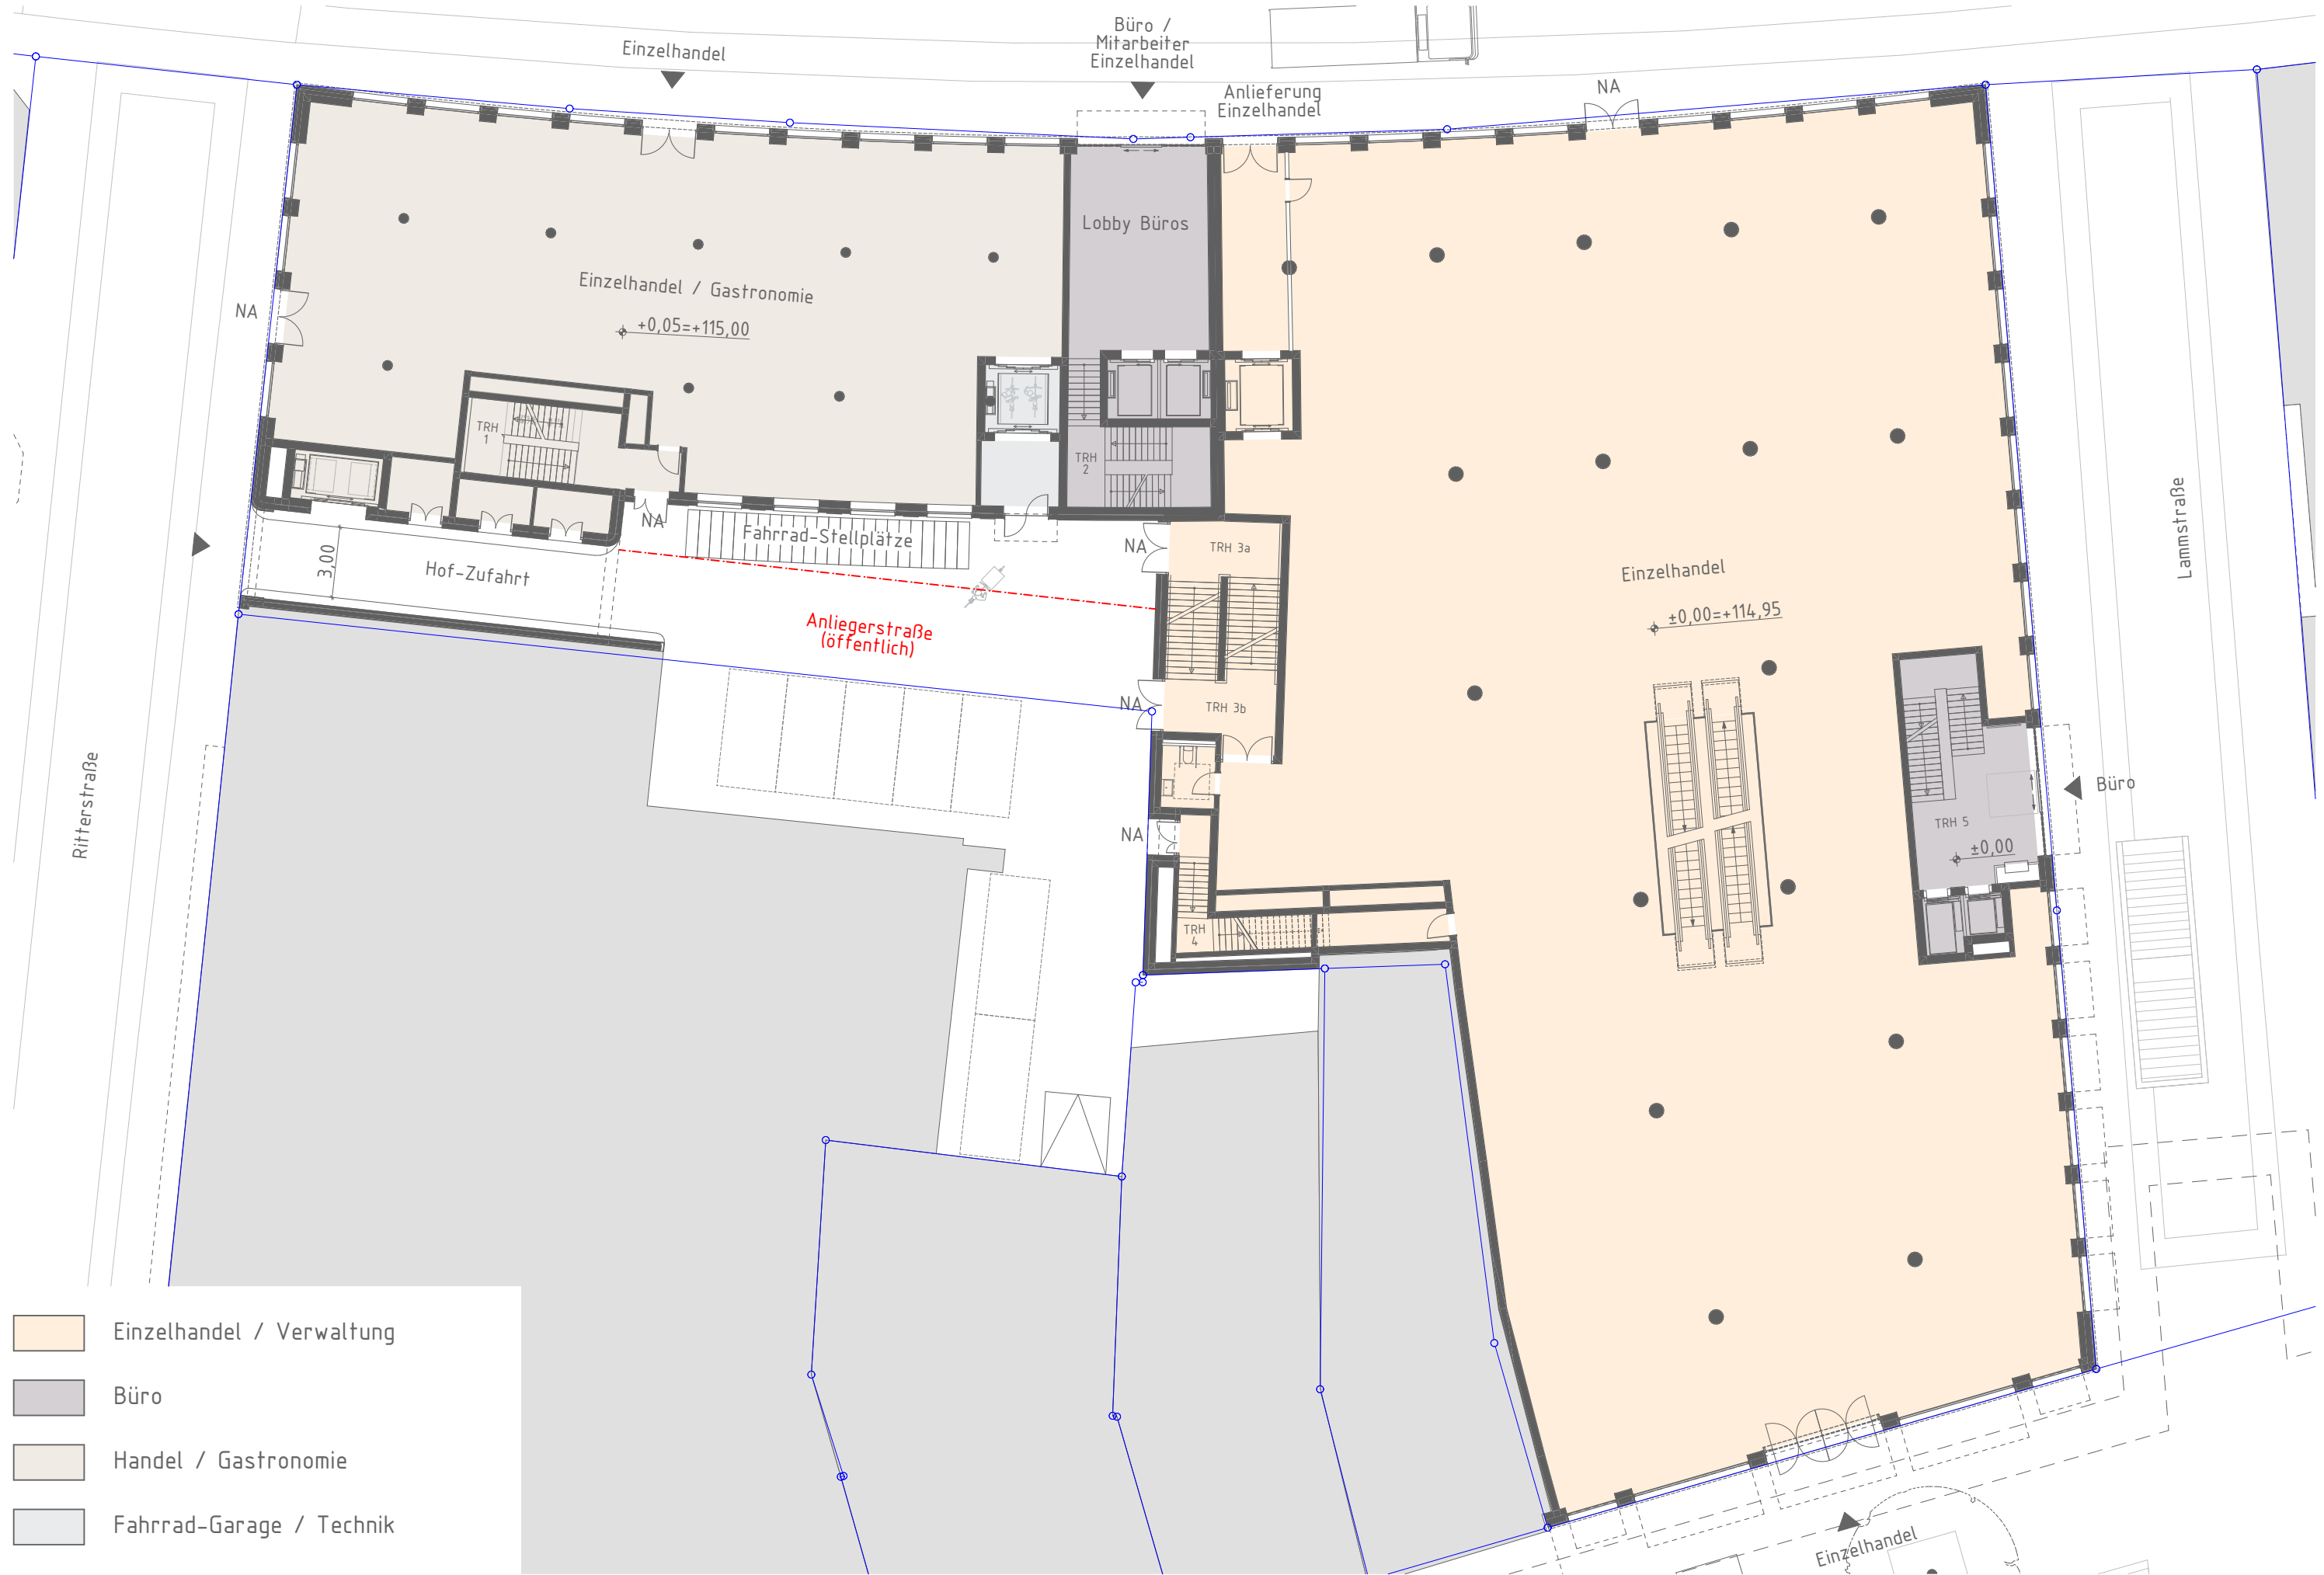 Einzelhandel
Büro /
Mitarbeiter
Einzelhandel
Anlieferung
Einzelhandel
NA
Lobby Büros
Einzelhandel / Gastronomie
+0,05=+115,00
NA
TRH
1
TRH
2
NA
Fahrrad-Stellplätze
NA
TRH 3a
Hof-Zufahrt
3,00
Anliegerstraße
(öffentlich)
Einzelhandel
±0,00=+114,95
Lammstraße
NA
TRH 3b
Ritterstraße
NA
Büro
TRH 5
±0,00
TRH
4
Einzelhandel
Einzelhandel / Verwaltung
Büro
Handel / Gastronomie
Fahrrad-Garage / Technik